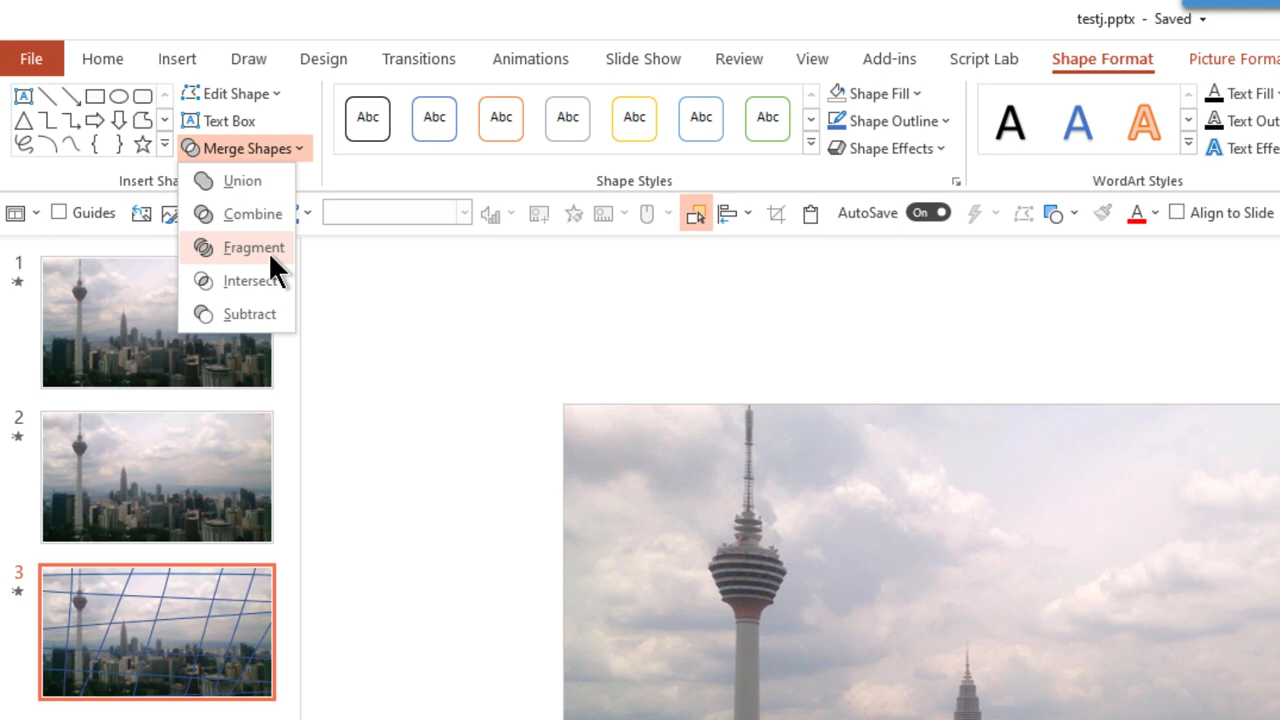 testj.pptx - Saved
File Home Insert Draw Design Transitions Animations Slide Show Review View Add-ins Script Lab Shape Format Picture Forma
Edit Shape
Text Box
Merge Shapes
Insert Sha
Union
Combine
Fragment
Intersect
Subtract
Abc Abc Abc Abc Abc Abc Abc
Shape Fill
Shape Outline
Shape Effects
Shape Styles
A A A
Text Fill
Text Out
Text Effe
WordArt Styles
Guides
AutoSave On
Align to Slide
1
2
3